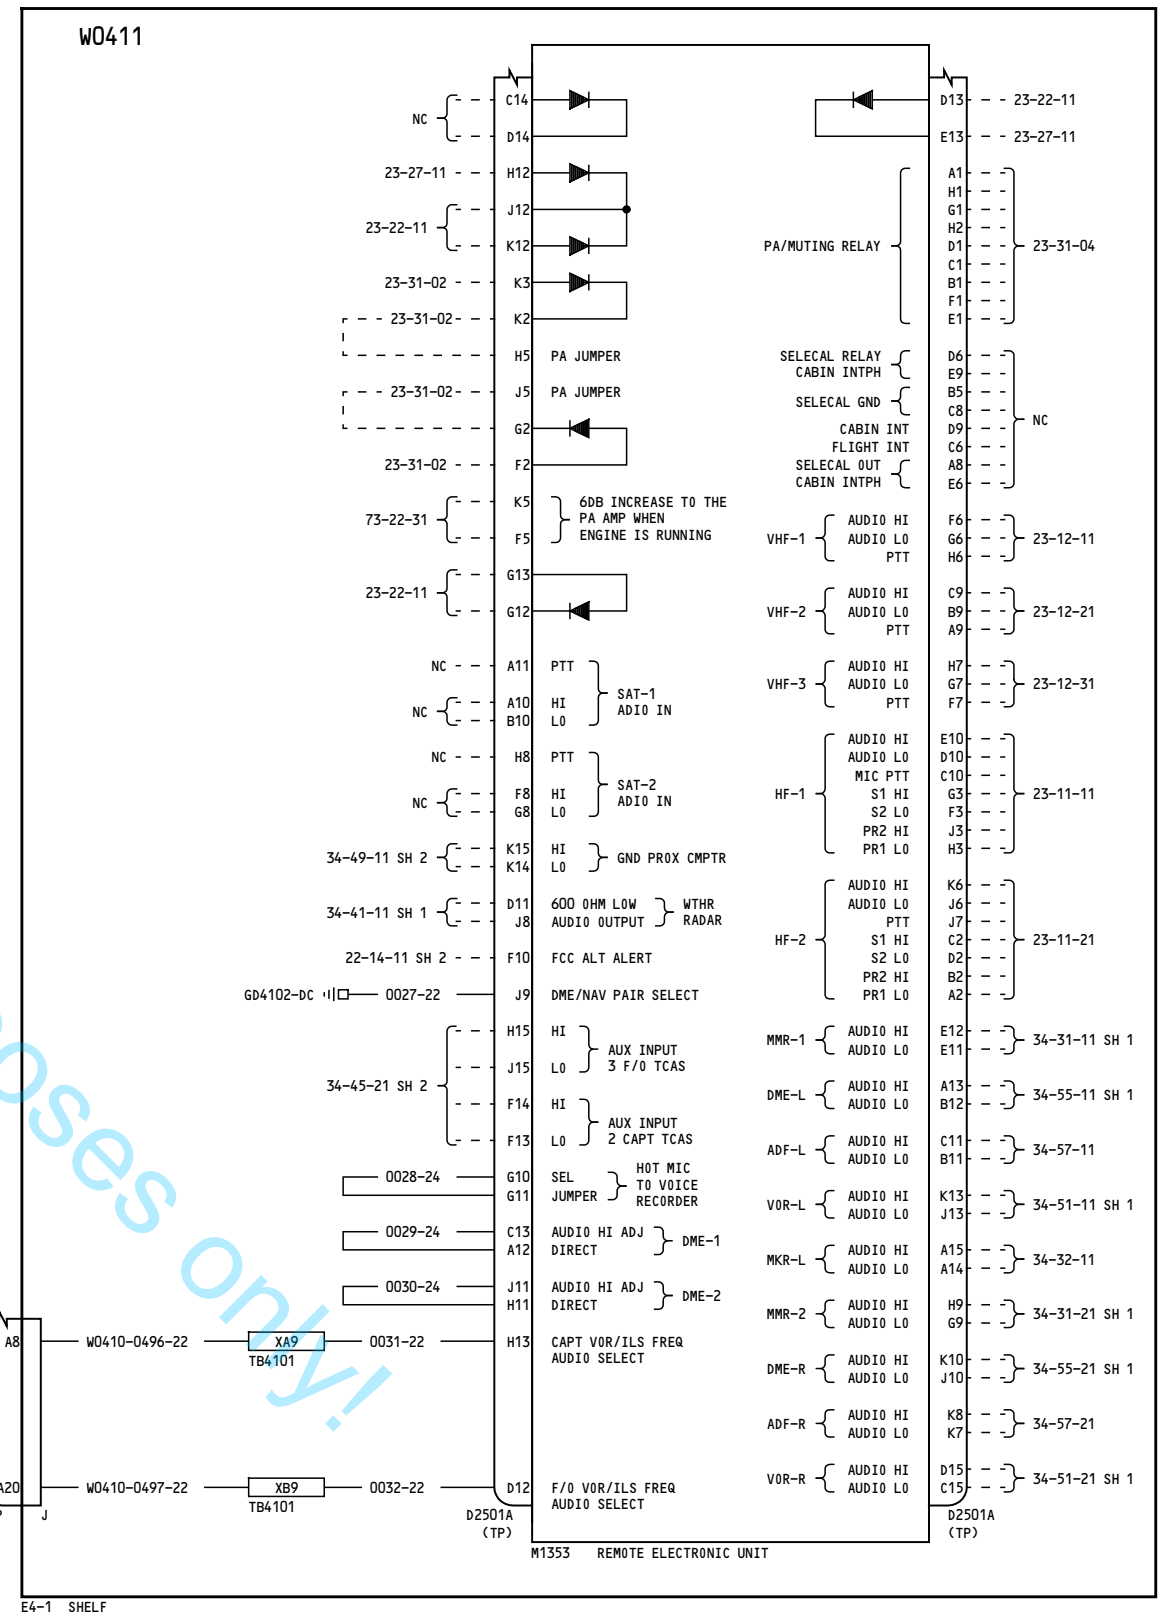 W0411
C14
NC
D14
23-27-11
H12
J12
23-22-11
K12
23-31-02
K3
23-31-02
K2
H5 PA JUMPER
23-31-02
J5 PA JUMPER
G2
23-31-02
F2
K5
73-22-31
F5
6DB INCREASE TO THE
PA AMP WHEN
ENGINE IS RUNNING
G13
23-22-11
G12
NC
A11 PTT
A10 HI
NC
B10 LO
SAT-1
ADIO IN
NC
H8 PTT
F8 HI
NC
G8 LO
SAT-2
ADIO IN
K15 HI
34-49-11 SH 2
K14 LO
GND PROX CMPTR
D11 600 OHM LOW
34-41-11 SH 1
J8 AUDIO OUTPUT
WTHR
RADAR
22-14-11 SH 2
F10 FCC ALT ALERT
GD4102-DC
0027-22
J9 DME/NAV PAIR SELECT
H15 HI
J15 LO
AUX INPUT
3 F/O TCAS
34-45-21 SH 2
F14 HI
F13 LO
AUX INPUT
2 CAPT TCAS
0028-24
G10 SEL
G11 JUMPER
HOT MIC
TO VOICE
RECORDER
0029-24
C13 AUDIO HI ADJ
A12 DIRECT
DME-1
0030-24
J11 AUDIO HI ADJ
H11 DIRECT
DME-2
A8
W0410-0496-22
XA9
TB4101
0031-22
H13 CAPT VOR/ILS FREQ
AUDIO SELECT
A20
W0410-0497-22
XB9
TB4101
0032-22
D12 F/O VOR/ILS FREQ
AUDIO SELECT
J
D2501A
(TP)
D13 23-22-11
E13 23-27-11
PA/MUTING RELAY
A1
H1
G1
H2
D1
C1
B1
F1
E1
23-31-04
SELECAL RELAY D6
CABIN INTPH E9
SELECAL GND
B5
C8
CABIN INT D9
FLIGHT INT C6
SELECAL OUT A8
CABIN INTPH E6
NC
VHF-1
AUDIO HI F6
AUDIO LO G6
PTT H6
23-12-11
VHF-2
AUDIO HI C9
AUDIO LO B9
PTT A9
23-12-21
VHF-3
AUDIO HI H7
AUDIO LO G7
PTT F7
23-12-31
HF-1
AUDIO HI E10
AUDIO LO D10
MIC PTT C10
S1 HI G3
S2 LO F3
PR2 HI J3
PR1 LO H3
23-11-11
HF-2
AUDIO HI K6
AUDIO LO J6
PTT J7
S1 HI C2
S2 LO D2
PR2 HI B2
PR1 LO A2
23-11-21
MMR-1
AUDIO HI E12
AUDIO LO E11
34-31-11 SH 1
DME-L
AUDIO HI A13
AUDIO LO B12
34-55-11 SH 1
ADF-L
AUDIO HI C11
AUDIO LO B11
34-57-11
VOR-L
AUDIO HI K13
AUDIO LO J13
34-51-11 SH 1
MKR-L
AUDIO HI A15
AUDIO LO A14
34-32-11
MMR-2
AUDIO HI H9
AUDIO LO G9
34-31-21 SH 1
DME-R
AUDIO HI K10
AUDIO LO J10
34-55-21 SH 1
ADF-R
AUDIO HI K8
AUDIO LO K7
34-57-21
VOR-R
AUDIO HI D15
AUDIO LO C15
34-51-21 SH 1
D2501A
(TP)
M1353 REMOTE ELECTRONIC UNIT
E4-1 SHELF
only!